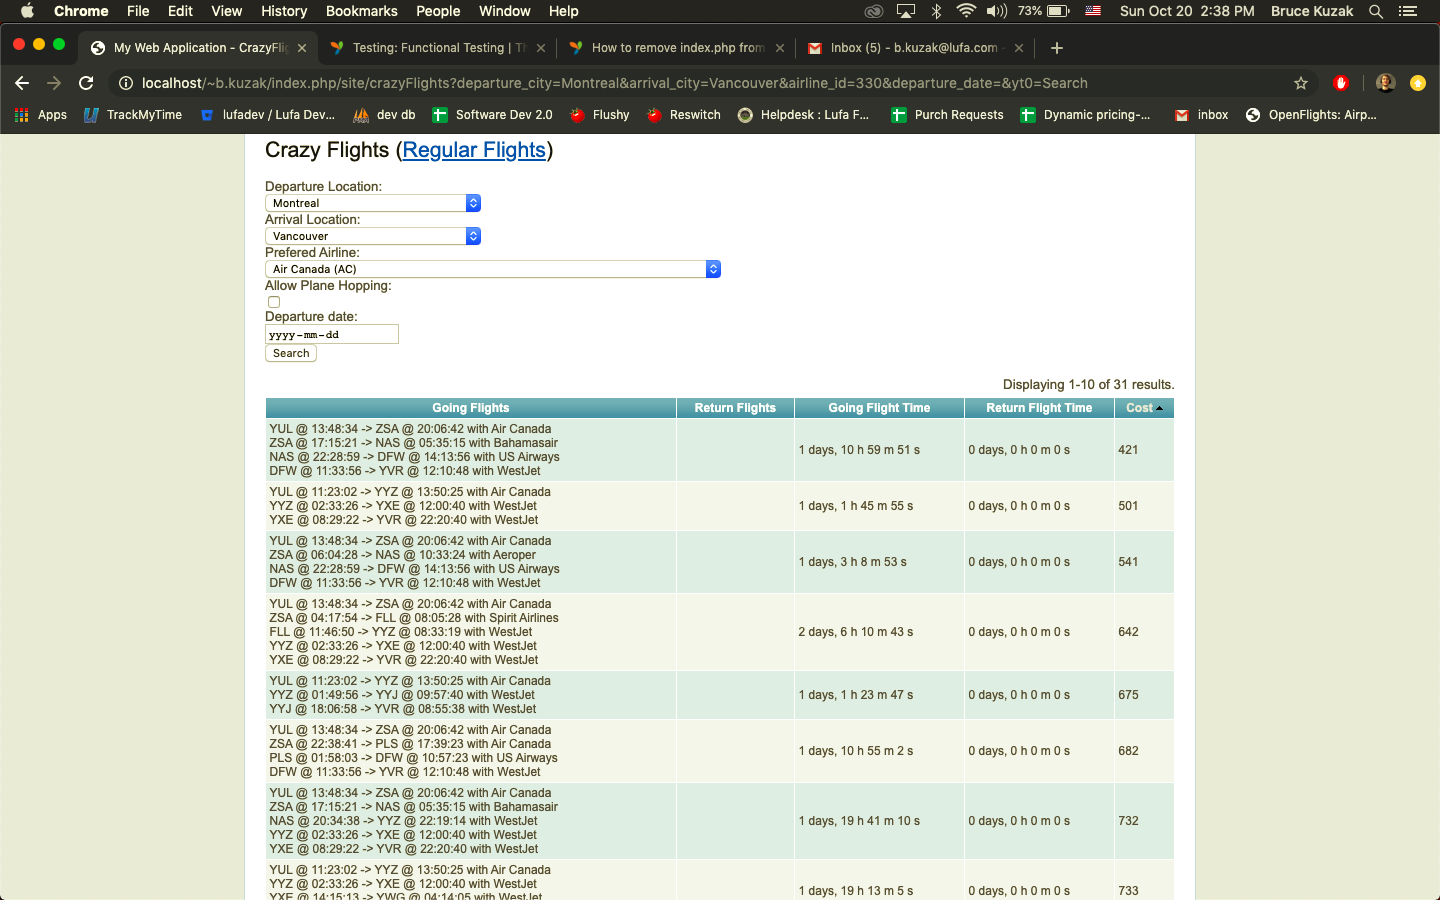 Chrome File Edit View History Bookmarks People Window Help 73% Sun Oct 20 2:38 PM Bruce Kuzak
My Web Application - CrazyFlig Testing: Functional Testing | Th How to remove index.php from Inbox (5) - b.kuzak@lufa.com -
localhost/~b.kuzak/index.php/site/crazyFlights?departure_city=Montreal&arrival_city=Vancouver&airline_id=330&departure_date=&yt0=Search
Apps TrackMyTime lufadev / Lufa Dev... dev db Software Dev 2.0 Flushy Reswitch Helpdesk : Lufa F... Purch Requests Dynamic pricing-... inbox OpenFlights: Airp...
Crazy Flights (Regular Flights)
Departure Location:
Montreal
Arrival Location:
Vancouver
Prefered Airline:
Air Canada (AC)
Allow Plane Hopping:
Departure date:
yyyy-mm-dd
Search
Displaying 1-10 of 31 results.
Going Flights Return Flights Going Flight Time Return Flight Time Cost
YUL @ 13:48:34 -> ZSA @ 20:06:42 with Air Canada
ZSA @ 17:15:21 -> NAS @ 05:35:15 with Bahamasair
NAS @ 22:28:59 -> DFW @ 14:13:56 with US Airways
DFW @ 11:33:56 -> YVR @ 12:10:48 with WestJet
1 days, 10 h 59 m 51 s 0 days, 0 h 0 m 0 s 421
YUL @ 11:23:02 -> YYZ @ 13:50:25 with Air Canada
YYZ @ 02:33:26 -> YXE @ 12:00:40 with WestJet
YXE @ 08:29:22 -> YVR @ 22:20:40 with WestJet
1 days, 1 h 45 m 55 s 0 days, 0 h 0 m 0 s 501
YUL @ 13:48:34 -> ZSA @ 20:06:42 with Air Canada
ZSA @ 06:04:28 -> NAS @ 10:33:24 with Aeroper
NAS @ 22:28:59 -> DFW @ 14:13:56 with US Airways
DFW @ 11:33:56 -> YVR @ 12:10:48 with WestJet
1 days, 3 h 8 m 53 s 0 days, 0 h 0 m 0 s 541
YUL @ 13:48:34 -> ZSA @ 20:06:42 with Air Canada
ZSA @ 04:17:54 -> FLL @ 08:05:28 with Spirit Airlines
FLL @ 11:46:50 -> YYZ @ 08:33:19 with WestJet
YYZ @ 02:33:26 -> YXE @ 12:00:40 with WestJet
YXE @ 08:29:22 -> YVR @ 22:20:40 with WestJet
2 days, 6 h 10 m 43 s 0 days, 0 h 0 m 0 s 642
YUL @ 11:23:02 -> YYZ @ 13:50:25 with Air Canada
YYZ @ 01:49:56 -> YYJ @ 09:57:40 with WestJet
YYJ @ 18:06:58 -> YVR @ 08:55:38 with WestJet
1 days, 1 h 23 m 47 s 0 days, 0 h 0 m 0 s 675
YUL @ 13:48:34 -> ZSA @ 20:06:42 with Air Canada
ZSA @ 22:38:41 -> PLS @ 17:39:23 with Air Canada
PLS @ 01:58:03 -> DFW @ 10:57:23 with US Airways
DFW @ 11:33:56 -> YVR @ 12:10:48 with WestJet
1 days, 10 h 55 m 2 s 0 days, 0 h 0 m 0 s 682
YUL @ 13:48:34 -> ZSA @ 20:06:42 with Air Canada
ZSA @ 17:15:21 -> NAS @ 05:35:15 with Bahamasair
NAS @ 20:34:38 -> YYZ @ 22:19:14 with WestJet
YYZ @ 02:33:26 -> YXE @ 12:00:40 with WestJet
YXE @ 08:29:22 -> YVR @ 22:20:40 with WestJet
1 days, 19 h 41 m 10 s 0 days, 0 h 0 m 0 s 732
YUL @ 11:23:02 -> YYZ @ 13:50:25 with Air Canada
YYZ @ 02:33:26 -> YXE @ 12:00:40 with WestJet
YXE @ 14:15:13 -> YWG @ 04:14:05 with WestJet
1 days, 19 h 13 m 5 s 0 days, 0 h 0 m 0 s 733